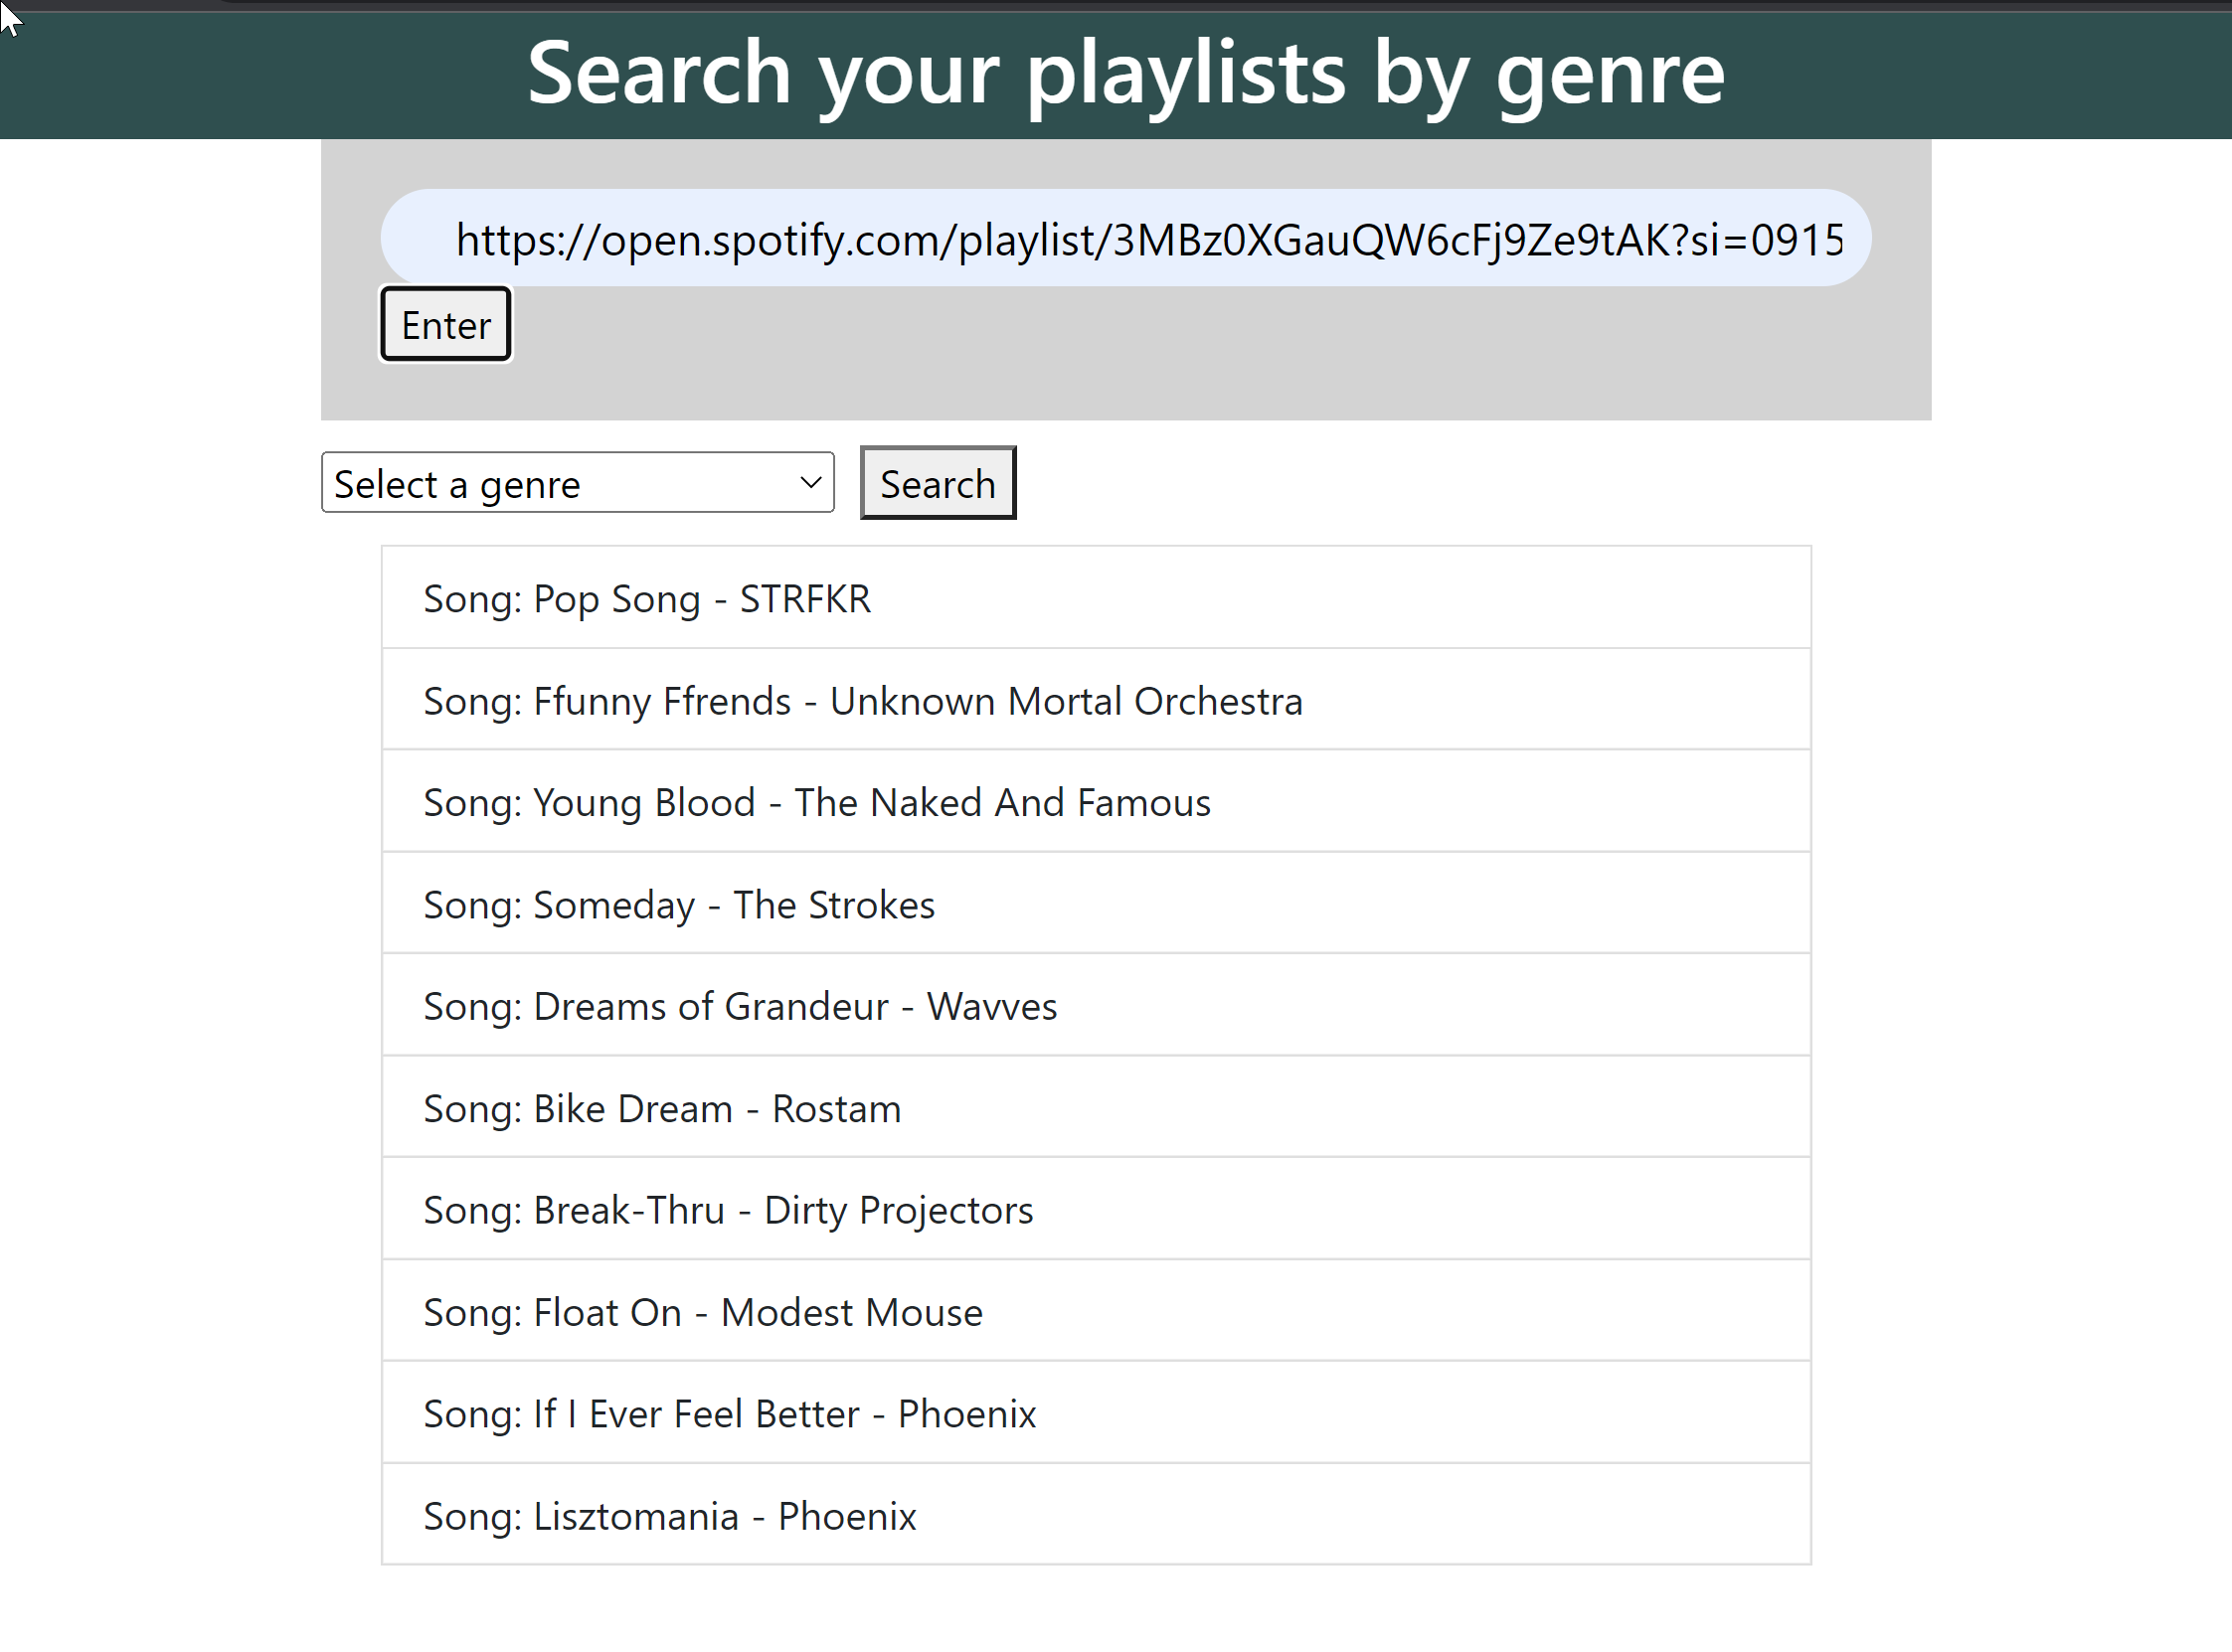 Search your playlists by genre
https://open.spotify.com/playlist/3MBz0XGauQW6cFj9Ze9tAK?si=0915
Enter
Select a genre
Search
Song: Pop Song - STRFKR
Song: Ffunny Ffrends - Unknown Mortal Orchestra
Song: Young Blood - The Naked And Famous
Song: Someday - The Strokes
Song: Dreams of Grandeur - Wavves
Song: Bike Dream - Rostam
Song: Break-Thru - Dirty Projectors
Song: Float On - Modest Mouse
Song: If I Ever Feel Better - Phoenix
Song: Lisztomania - Phoenix